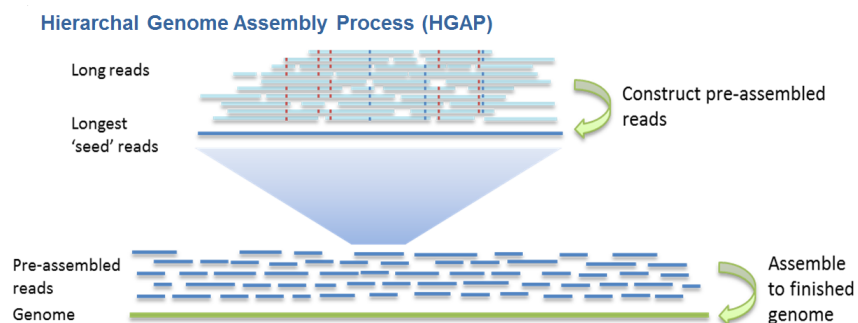 Hierarchal Genome Assembly Process (HGAP)
Long reads
Construct pre-assembled
reads
Longest
'seed' reads
Pre-assembled
reads
Genome
Assemble
to finished
genome